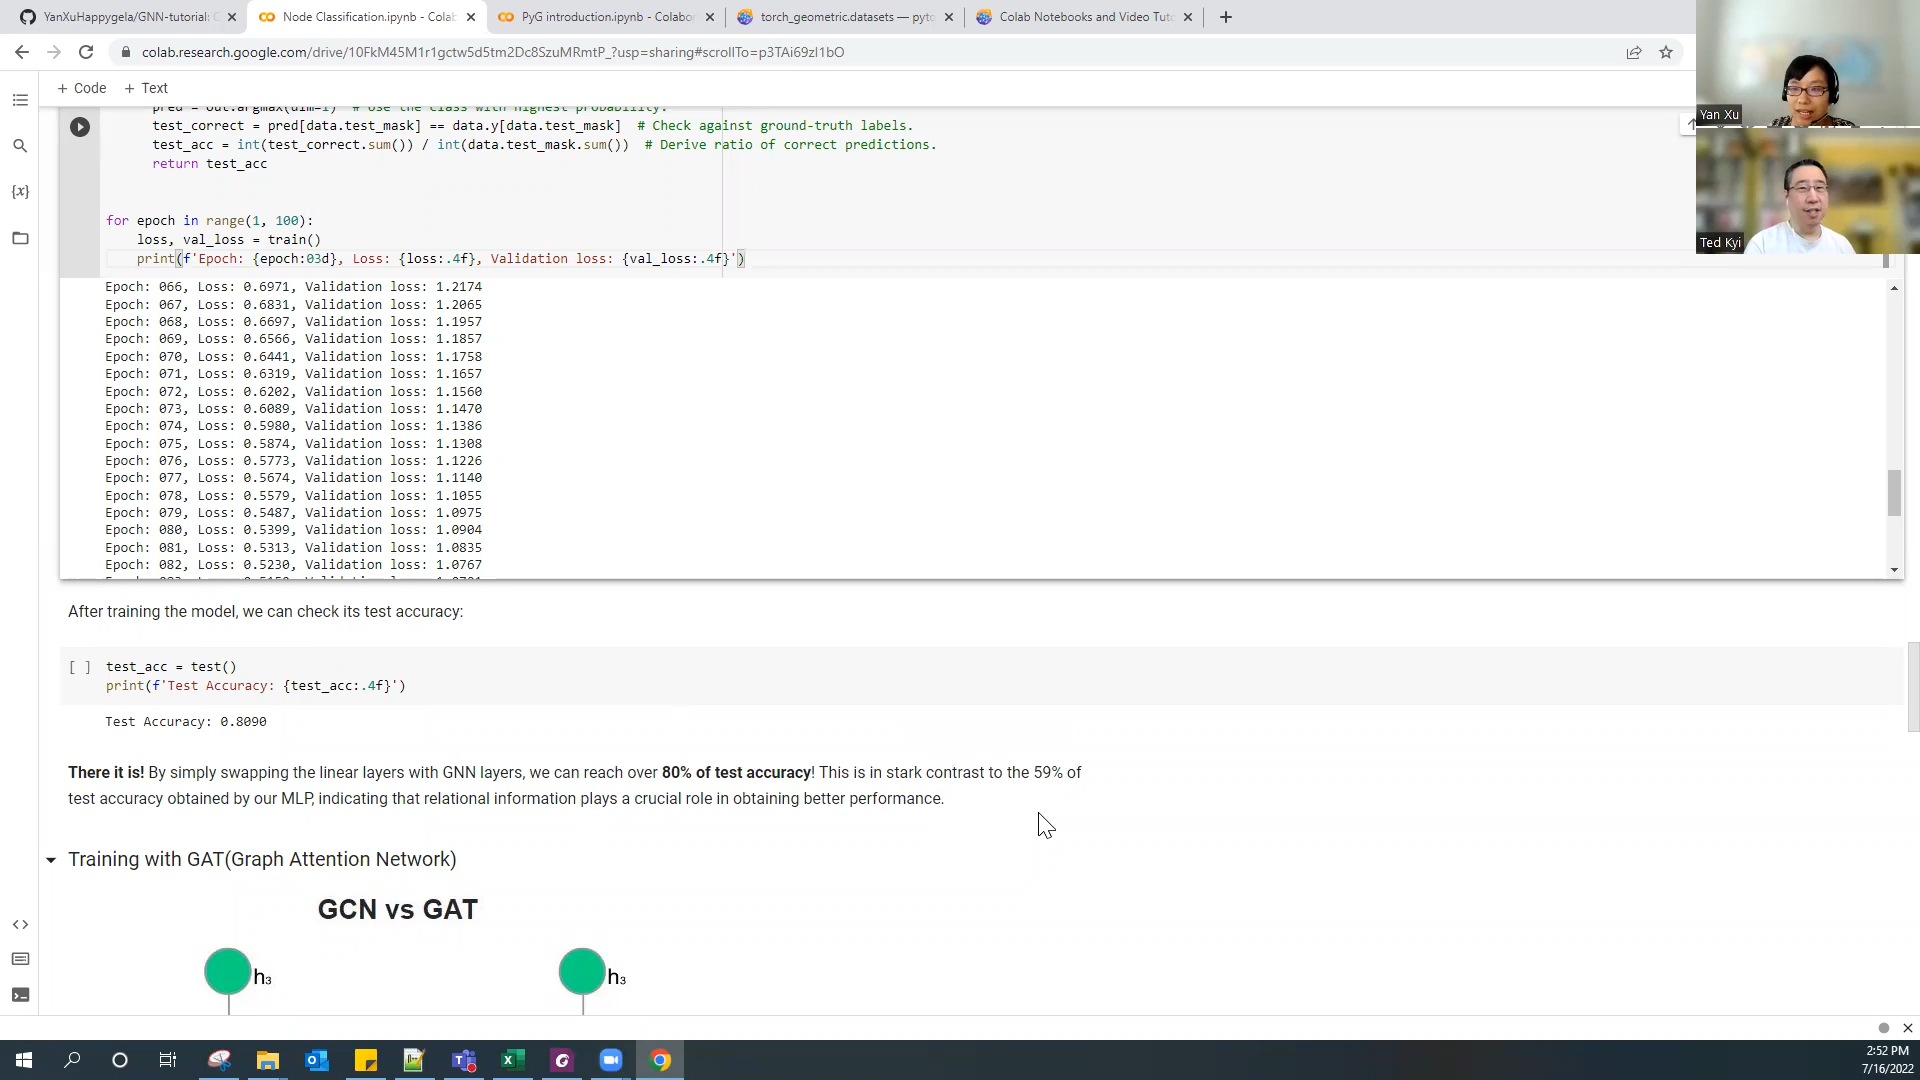 YanXuHappygela/GNN-tutorial: G
Node Classification.ipynb - Colab
PyG introduction.ipynb - Colabor
torch_geometric.datasets — pyto
Colab Notebooks and Video Tuto
colab.research.google.com/drive/10FkM45M1r1gctw5d5tm2Dc8SzuMRmtP_?usp=sharing#scrollTo=p3TAi69zI1bO
+ Code + Text
pred = out.argmax(dim=1)  # Use the class with highest probability.
test_correct = pred[data.test_mask] == data.y[data.test_mask]  # Check against ground-truth labels.
test_acc = int(test_correct.sum()) / int(data.test_mask.sum())  # Derive ratio of correct predictions.
return test_acc
for epoch in range(1, 100):
loss, val_loss = train()
print(f'Epoch: {epoch:03d}, Loss: {loss:.4f}, Validation loss: {val_loss:.4f}')
Epoch: 066, Loss: 0.6971, Validation loss: 1.2174
Epoch: 067, Loss: 0.6831, Validation loss: 1.2065
Epoch: 068, Loss: 0.6697, Validation loss: 1.1957
Epoch: 069, Loss: 0.6566, Validation loss: 1.1857
Epoch: 070, Loss: 0.6441, Validation loss: 1.1758
Epoch: 071, Loss: 0.6319, Validation loss: 1.1657
Epoch: 072, Loss: 0.6202, Validation loss: 1.1560
Epoch: 073, Loss: 0.6089, Validation loss: 1.1470
Epoch: 074, Loss: 0.5980, Validation loss: 1.1386
Epoch: 075, Loss: 0.5874, Validation loss: 1.1308
Epoch: 076, Loss: 0.5773, Validation loss: 1.1226
Epoch: 077, Loss: 0.5674, Validation loss: 1.1140
Epoch: 078, Loss: 0.5579, Validation loss: 1.1055
Epoch: 079, Loss: 0.5487, Validation loss: 1.0975
Epoch: 080, Loss: 0.5399, Validation loss: 1.0904
Epoch: 081, Loss: 0.5313, Validation loss: 1.0835
Epoch: 082, Loss: 0.5230, Validation loss: 1.0767
After training the model, we can check its test accuracy:
[ ] test_acc = test()
print(f'Test Accuracy: {test_acc:.4f}')
Test Accuracy: 0.8090
There it is! By simply swapping the linear layers with GNN layers, we can reach over 80% of test accuracy! This is in stark contrast to the 59% of
test accuracy obtained by our MLP, indicating that relational information plays a crucial role in obtaining better performance.
Training with GAT(Graph Attention Network)
GCN vs GAT
h₃
h₃
Yan Xu
Ted Kyi
2:52 PM
7/16/2022